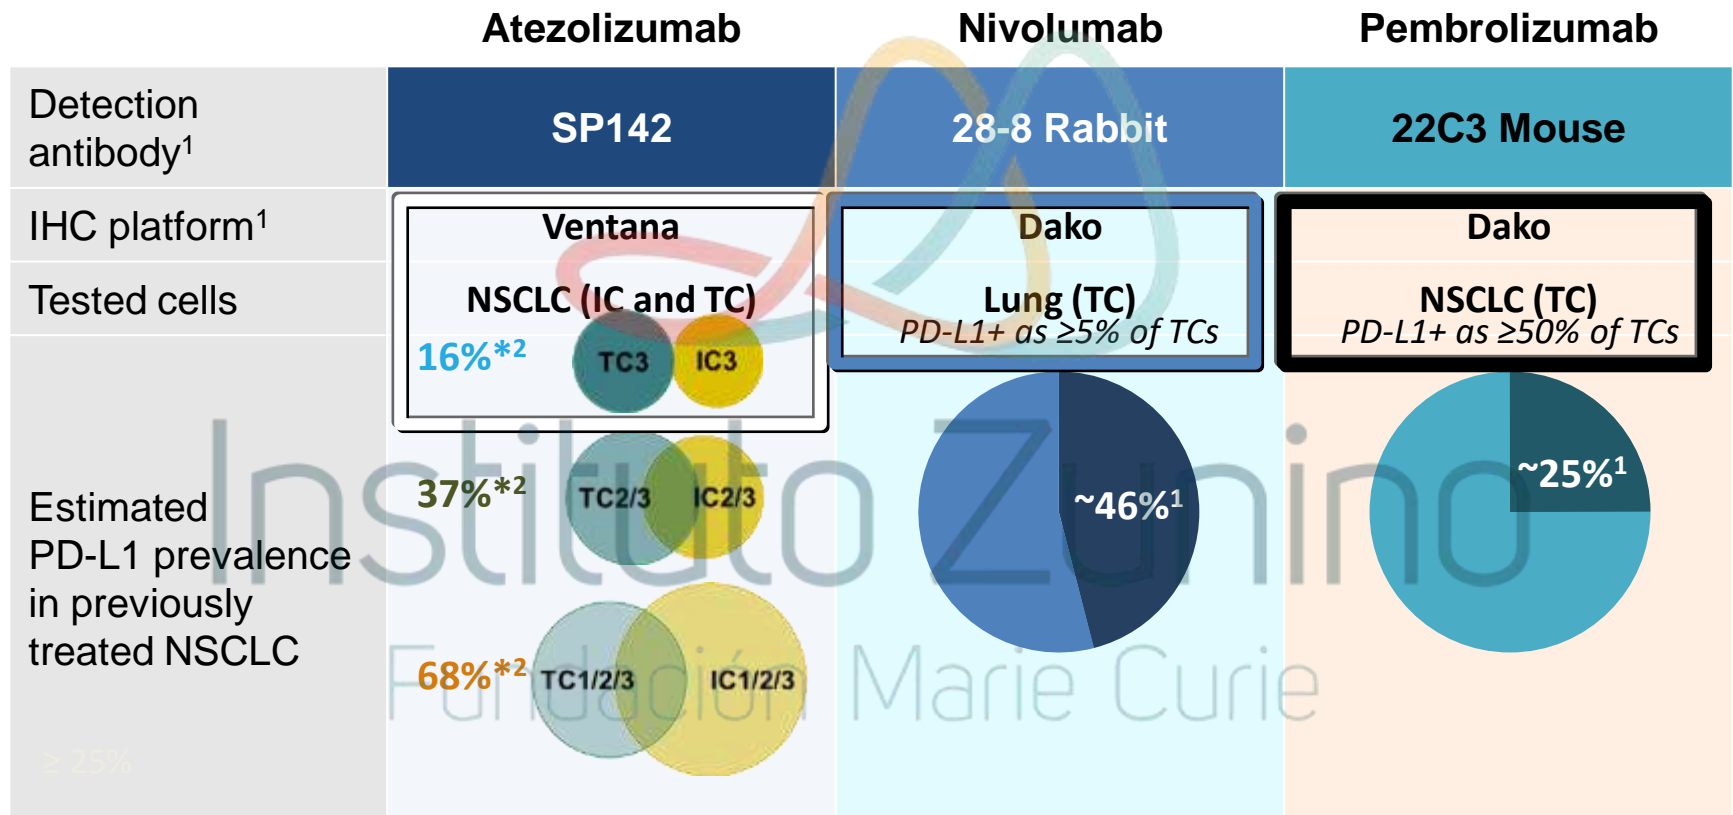 Atezolizumab Nivolumab Pembrolizumab
Detection
antibody1
SP142
28-8 Rabbit
22C3 Mouse
IHC platform1
Ventana
Dako
Dako
Tested cells
NSCLC (IC and TC)
Lung (TC)
PD-L1+ as ≥5% of TCs
NSCLC (TC)
PD-L1+ as ≥50% of TCs
Estimated
PD-L1 prevalence
in previously
treated NSCLC
≥ 25%
16%*2
TC3 IC3
37%*2
TC2/3 IC2/3
68%*2
TC1/2/3 IC1/2/3
~46%1
~25%1
Instituto Zunino
Fundación Marie Curie